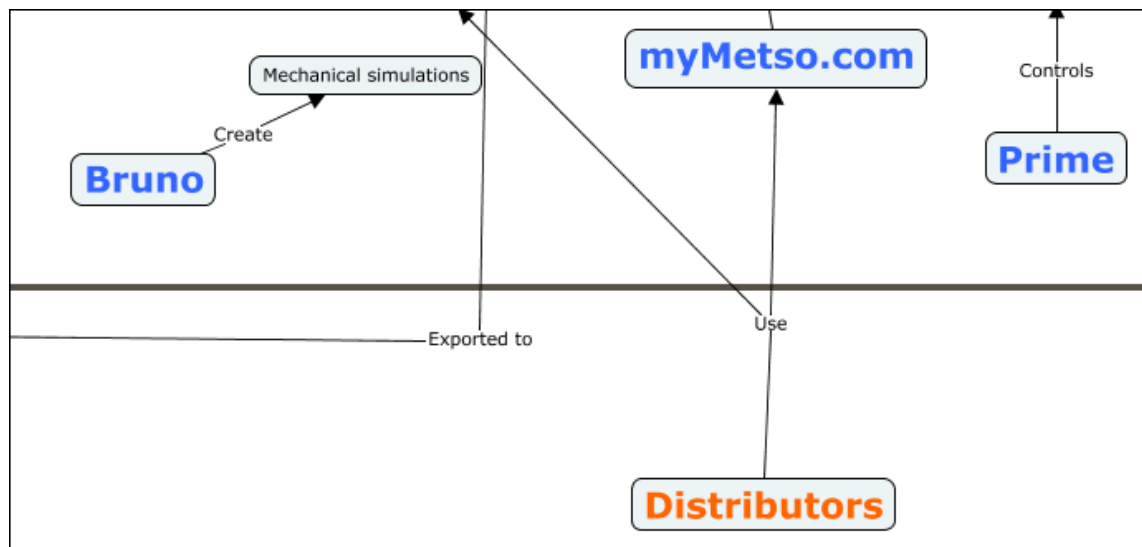 myMetso.com
Mechanical simulations
Controls
Create
Prime
Bruno
Use
Exported to
Distributors